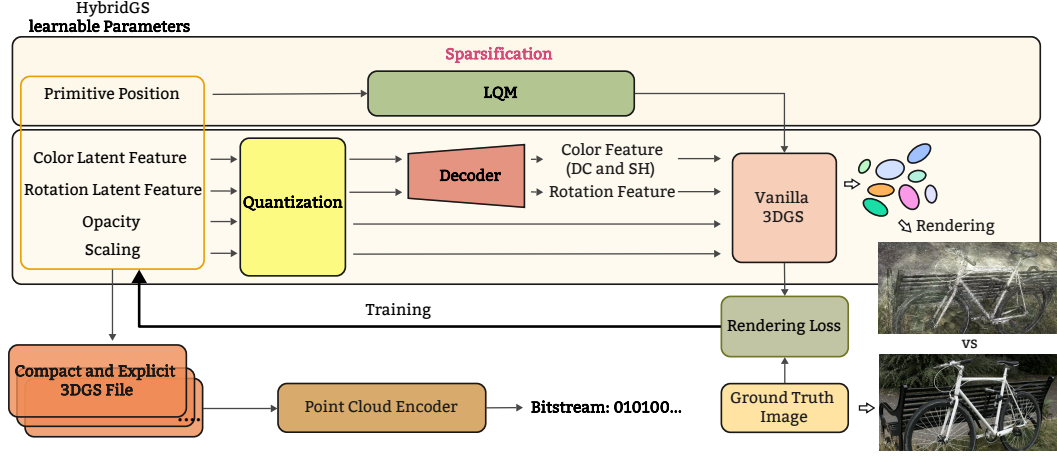 HybridGS
learnable Parameters
Sparsification
Primitive Position
LQM
Color Latent Feature
Rotation Latent Feature
Opacity
Scaling
Quantization
Decoder
Color Feature
(DC and SH)
Rotation Feature
Vanilla
3DGS
Rendering
Training
Rendering Loss
vs
Compact and Explicit
3DGS File
....
Point Cloud Encoder
Bitstream: 010100...
Ground Truth
Image